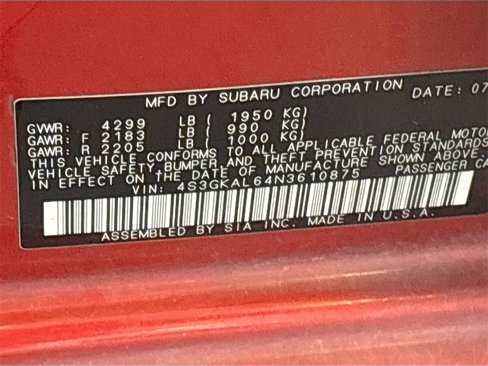 MFD BY SUBARU CORPORATION DATE: 07
GVWR: 4299 LB ( 1950 KG)
GAWR: F 2183 LB ( 990 KG)
GAWR: R 2205 LB ( 1000 KG)
THIS VEHICLE CONFORMS TO ALL APPLICABLE FEDERAL MOTOR
VEHICLE SAFETY, BUMPER, AND THEFT PREVENTION STANDARDS
IN EFFECT ON THE DATE OF MANUFACTURE SHOWN ABOVE.
VIN: 4S3GKAL64N3610875 PASSENGER CA
ASSEMBLED BY SIA INC. MADE IN U.S.A.